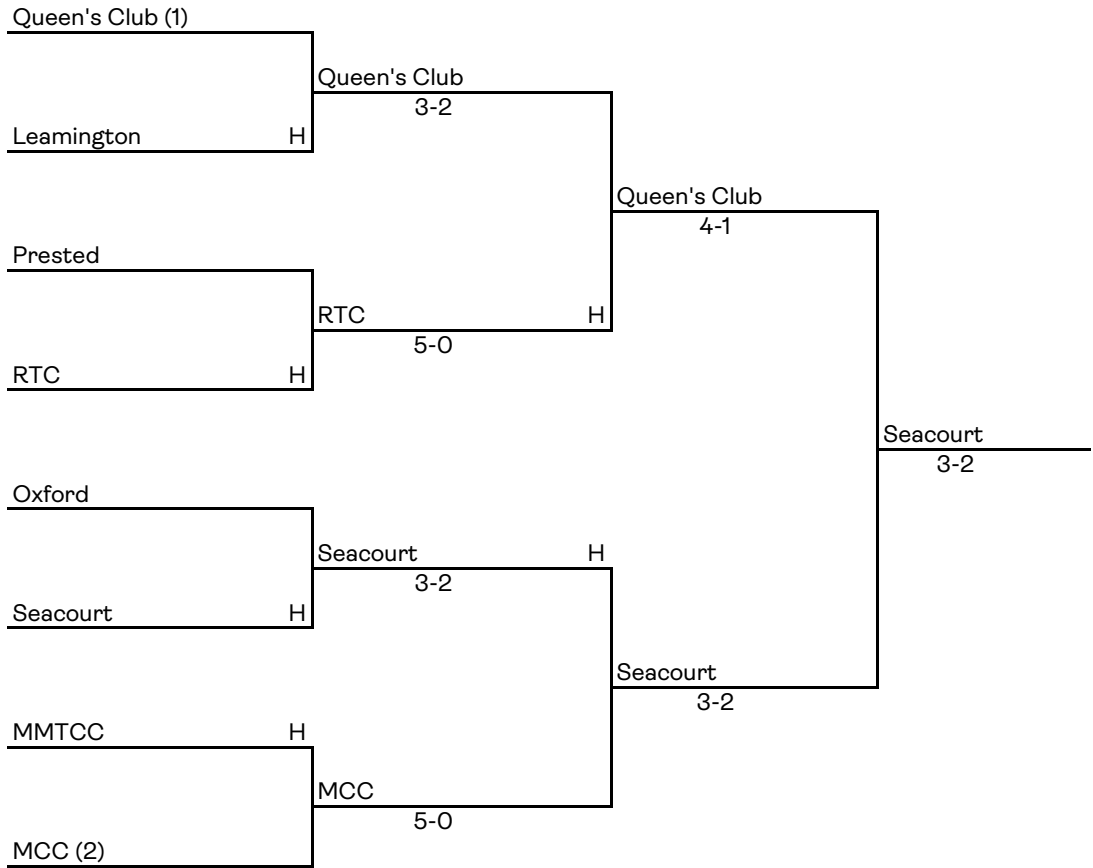 Queen's Club (1)
Queen's Club
3-2
Leamington H
Queen's Club
4-1
Prested
RTC H
5-0
RTC H
Seacourt
3-2
Oxford
Seacourt H
3-2
Seacourt H
Seacourt
3-2
MMTCC H
MCC
5-0
MCC (2)